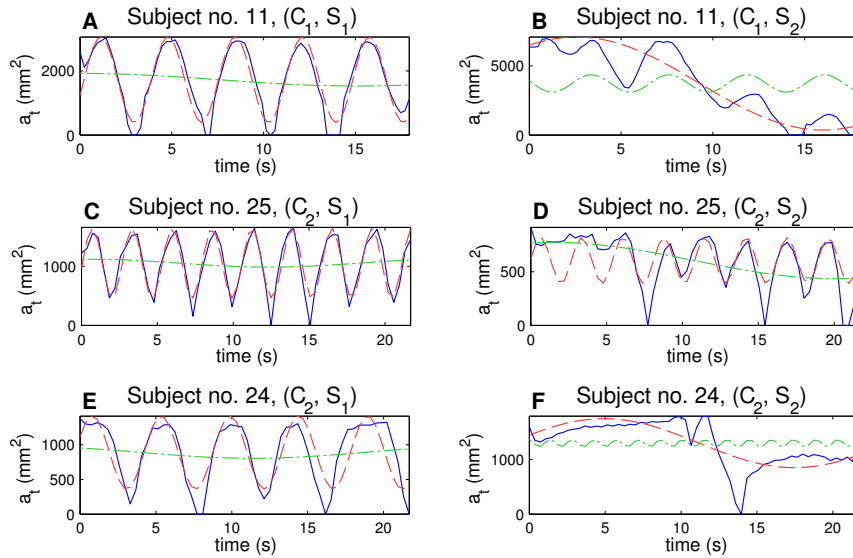 A Subject no. 11, (C₁, S₁)
a_t (mm²)
2000
0
0 5 10 15
time (s)
B Subject no. 11, (C₁, S₂)
a_t (mm²)
5000
0
0 5 10 15
time (s)
C Subject no. 25, (C₂, S₁)
a_t (mm²)
1000
0
0 5 10 15 20
time (s)
D Subject no. 25, (C₂, S₂)
a_t (mm²)
500
0
0 5 10 15 20
time (s)
E Subject no. 24, (C₂, S₁)
a_t (mm²)
1000
500
0
0 5 10 15 20
time (s)
F Subject no. 24, (C₂, S₂)
a_t (mm²)
1000
0
0 5 10 15 20
time (s)